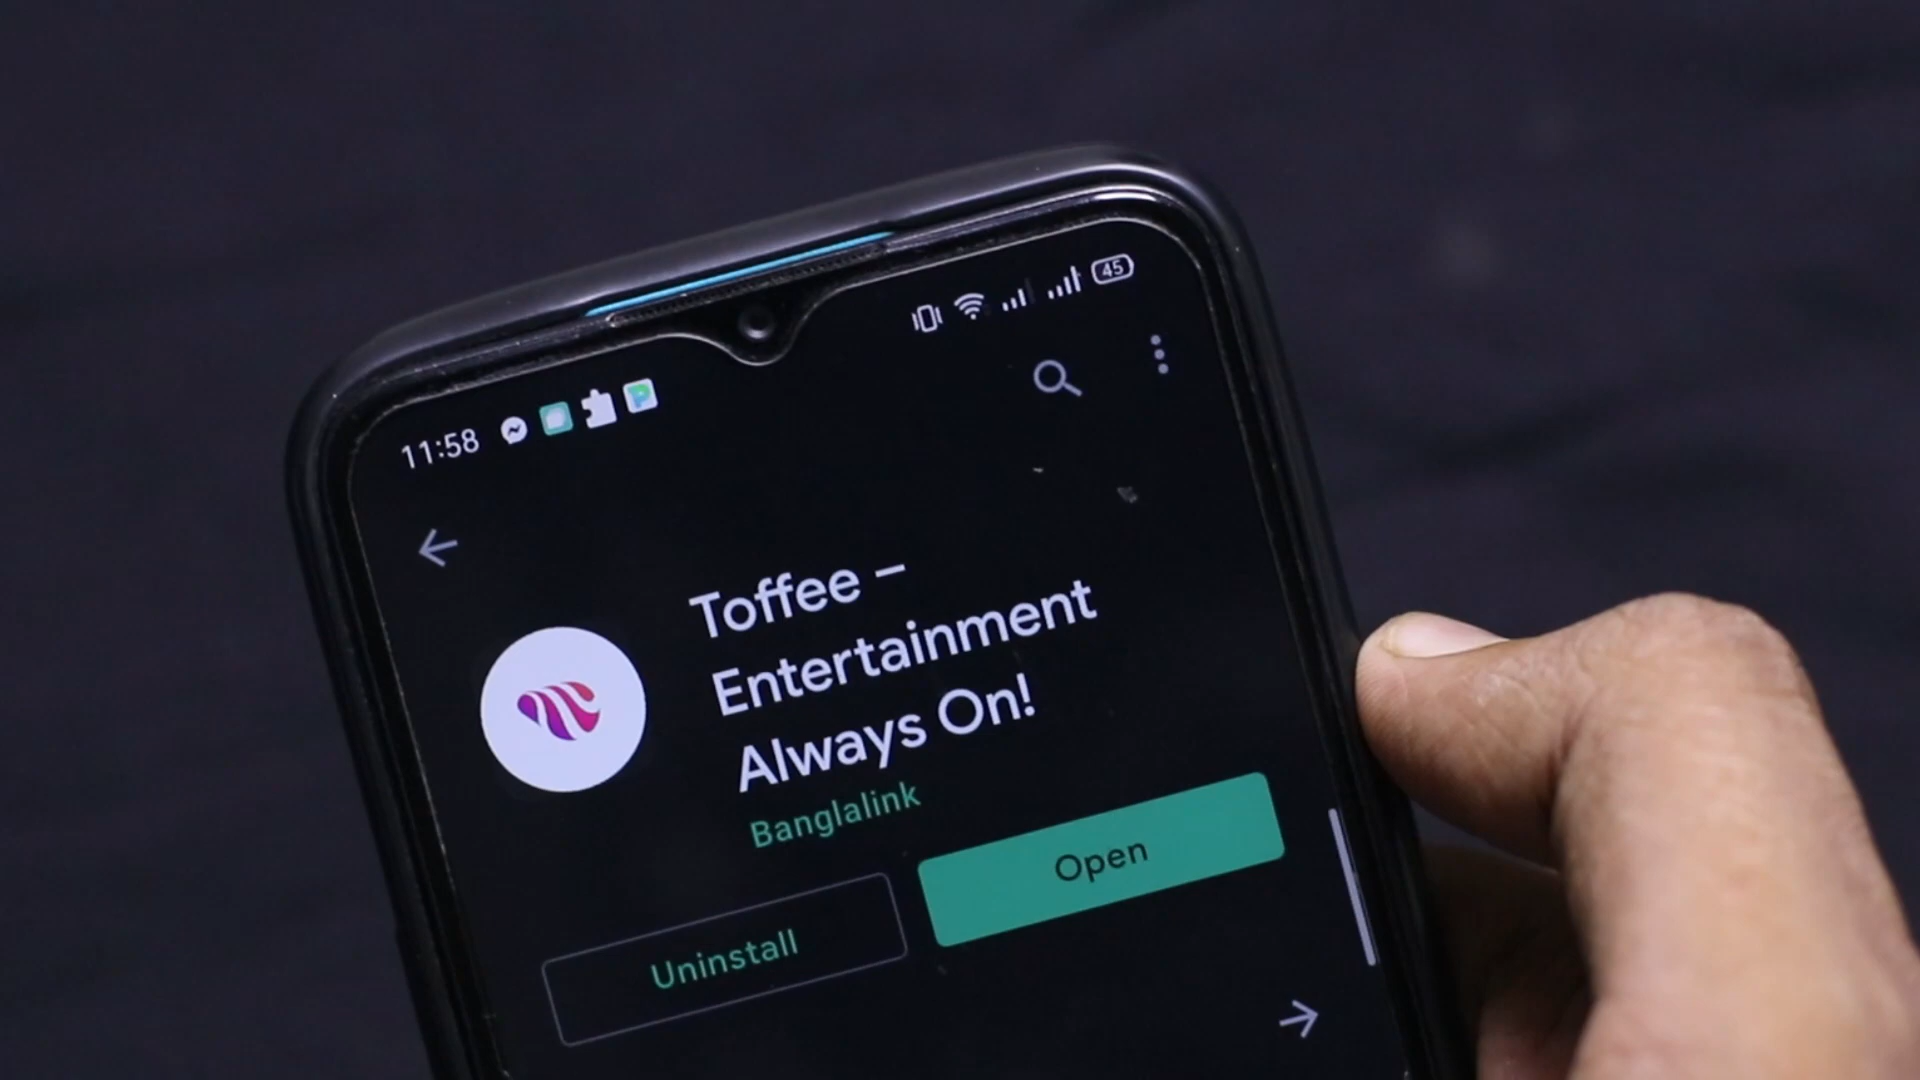 11:58
45
Toffee –
Entertainment
Always On!
Banglalink
Uninstall
Open